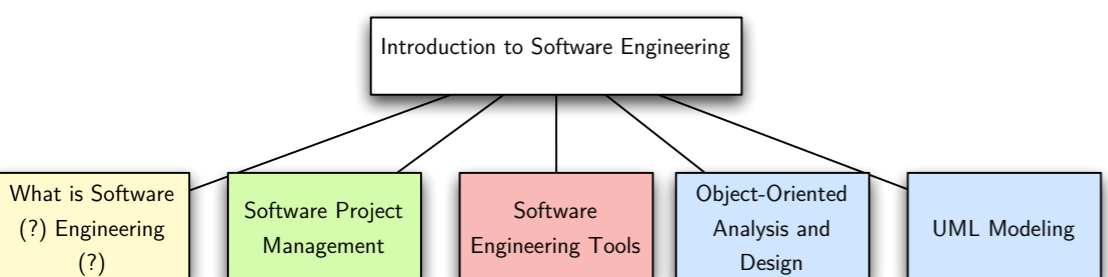 Introduction to Software Engineering
What is Software
(?) Engineering
(?)
Software Project
Management
Software
Engineering Tools
Object-Oriented
Analysis and
Design
UML Modeling